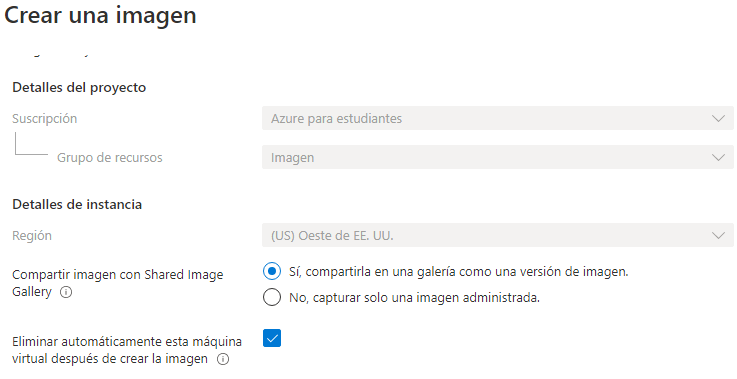 Crear una imagen
Detalles del proyecto
Suscripción
Azure para estudiantes
Grupo de recursos
Imagen
Detalles de instancia
Región
(US) Oeste de EE. UU.
Compartir imagen con Shared Image
Gallery
Sí, compartirla en una galería como una versión de imagen.
No, capturar solo una imagen administrada.
Eliminar automáticamente esta máquina
virtual después de crear la imagen